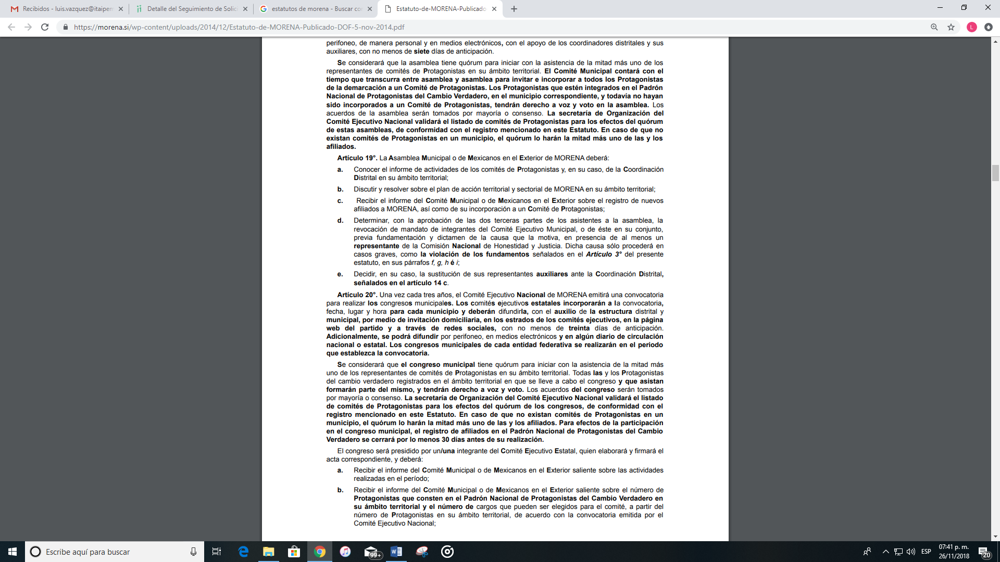 Recibidos - luis.vazquez@itaipem
Detalle del Seguimiento de Solici
estatutos de morena - Buscar co
Estatuto-de-MORENA-Publicado
https://morena.si/wp-content/uploads/2014/12/Estatuto-de-MORENA-Publicado-DOF-5-nov-2014.pdf
L
perifoneo, de manera personal y en medios electrónicos, con el apoyo de los coordinadores distritales y sus
auxiliares, con no menos de siete días de anticipación.
Se considerará que la asamblea tiene quórum para iniciar con la asistencia de la mitad más uno de los
representantes de comités de Protagonistas en su ámbito territorial. El Comité Municipal contará con el
tiempo que transcurra entre asamblea y asamblea para invitar e incorporar a todos los Protagonistas
de la demarcación a un Comité de Protagonistas. Los Protagonistas que estén integrados en el Padrón
Nacional de Protagonistas del Cambio Verdadero, en el municipio correspondiente, y todavía no hayan
sido incorporados a un Comité de Protagonistas, tendrán derecho a voz y voto en la asamblea. Los
acuerdos de la asamblea serán tomados por mayoría o consenso. La secretaría de Organización del
Comité Ejecutivo Nacional validará el listado de comités de Protagonistas para los efectos del quórum
de estas asambleas, de conformidad con el registro mencionado en este Estatuto. En caso de que no
existan comités de Protagonistas en un municipio, el quórum lo harán la mitad más uno de las y los
afiliados.
Artículo 19°. La Asamblea Municipal o de Mexicanos en el Exterior de MORENA deberá:
a. Conocer el informe de actividades de los comités de Protagonistas y, en su caso, de la Coordinación
Distrital en su ámbito territorial;
b. Discutir y resolver sobre el plan de acción territorial y sectorial de MORENA en su ámbito territorial;
c. Recibir el informe del Comité Municipal o de Mexicanos en el Exterior sobre el registro de nuevos
afiliados a MORENA, así como de su incorporación a un Comité de Protagonistas;
d. Determinar, con la aprobación de las dos terceras partes de los asistentes a la asamblea, la
revocación de mandato de integrantes del Comité Ejecutivo Municipal, o de éste en su conjunto,
previa fundamentación y dictamen de la causa que la motiva, en presencia de al menos un
representante de la Comisión Nacional de Honestidad y Justicia. Dicha causa sólo procederá en
casos graves, como la violación de los fundamentos señalados en el Artículo 3° del presente
estatuto, en sus párrafos f, g, h é i;
e. Decidir, en su caso, la sustitución de sus representantes auxiliares ante la Coordinación Distrital,
señalados en el artículo 14 c.
Artículo 20°. Una vez cada tres años, el Comité Ejecutivo Nacional de MORENA emitirá una convocatoria
para realizar los congresos municipales. Los comités ejecutivos estatales incorporarán a la convocatoria,
fecha, lugar y hora para cada municipio y deberán difundirla, con el auxilio de la estructura distrital y
municipal, por medio de invitación domiciliaria, en los estrados de los comités ejecutivos, en la página
web del partido y a través de redes sociales, con no menos de treinta días de anticipación.
Adicionalmente, se podrá difundir por perifoneo, en medios electrónicos y en algún diario de circulación
nacional o estatal. Los congresos municipales de cada entidad federativa se realizarán en el periodo
que establezca la convocatoria.
Se considerará que el congreso municipal tiene quórum para iniciar con la asistencia de la mitad más
uno de los representantes de comités de Protagonistas en su ámbito territorial. Todas las y los Protagonistas
del cambio verdadero registrados en el ámbito territorial en que se lleve a cabo el congreso y que asistan
formarán parte del mismo, y tendrán derecho a voz y voto. Los acuerdos del congreso serán tomados
por mayoría o consenso. La secretaría de Organización del Comité Ejecutivo Nacional validará el listado
de comités de Protagonistas para los efectos del quórum de los congresos, de conformidad con el
registro mencionado en este Estatuto. En caso de que no existan comités de Protagonistas en un
municipio, el quórum lo harán la mitad más uno de las y los afiliados. Para efectos de la participación
en el congreso municipal, el registro de afiliados en el Padrón Nacional de Protagonistas del Cambio
Verdadero se cerrará por lo menos 30 días antes de su realización.
El congreso será presidido por un/una integrante del Comité Ejecutivo Estatal, quien elaborará y firmará el
acta correspondiente, y deberá:
a. Recibir el informe del Comité Municipal o de Mexicanos en el Exterior saliente sobre las actividades
realizadas en el período;
b. Recibir el informe del Comité Municipal o de Mexicanos en el Exterior saliente sobre el número de
Protagonistas que consten en el Padrón Nacional de Protagonistas del Cambio Verdadero en
su ámbito territorial y el número de cargos que pueden ser elegidos para el comité, a partir del
número de Protagonistas en su ámbito territorial, de acuerdo con la convocatoria emitida por el
Comité Ejecutivo Nacional;
Escribe aquí para buscar
99+
ESP
07:41 p. m.
26/11/2018
20